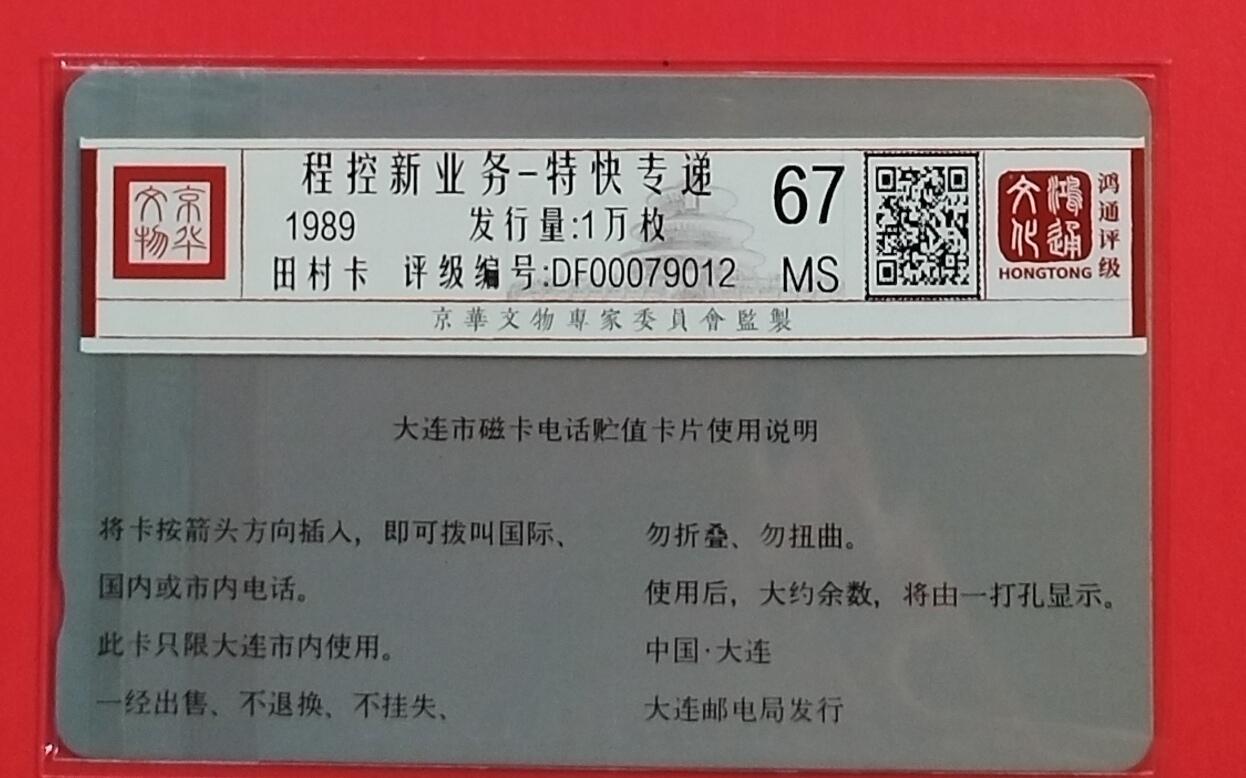 京华文物
程控新业务-特快专递
1989 发行量:1万枚
田村卡 评级编号:DF00079012
67
MS
鸿通文化
HONGTONG
鸿通评级
京華文物專家委員會監製
大连市磁卡电话贮值卡片使用说明
将卡按箭头方向插入，即可拨叫国际、
国内或市内电话。
此卡只限大连市内使用。
一经出售、不退换、不挂失、
勿折叠、勿扭曲。
使用后，大约余数，将由一打孔显示。
中国·大连
大连邮电局发行